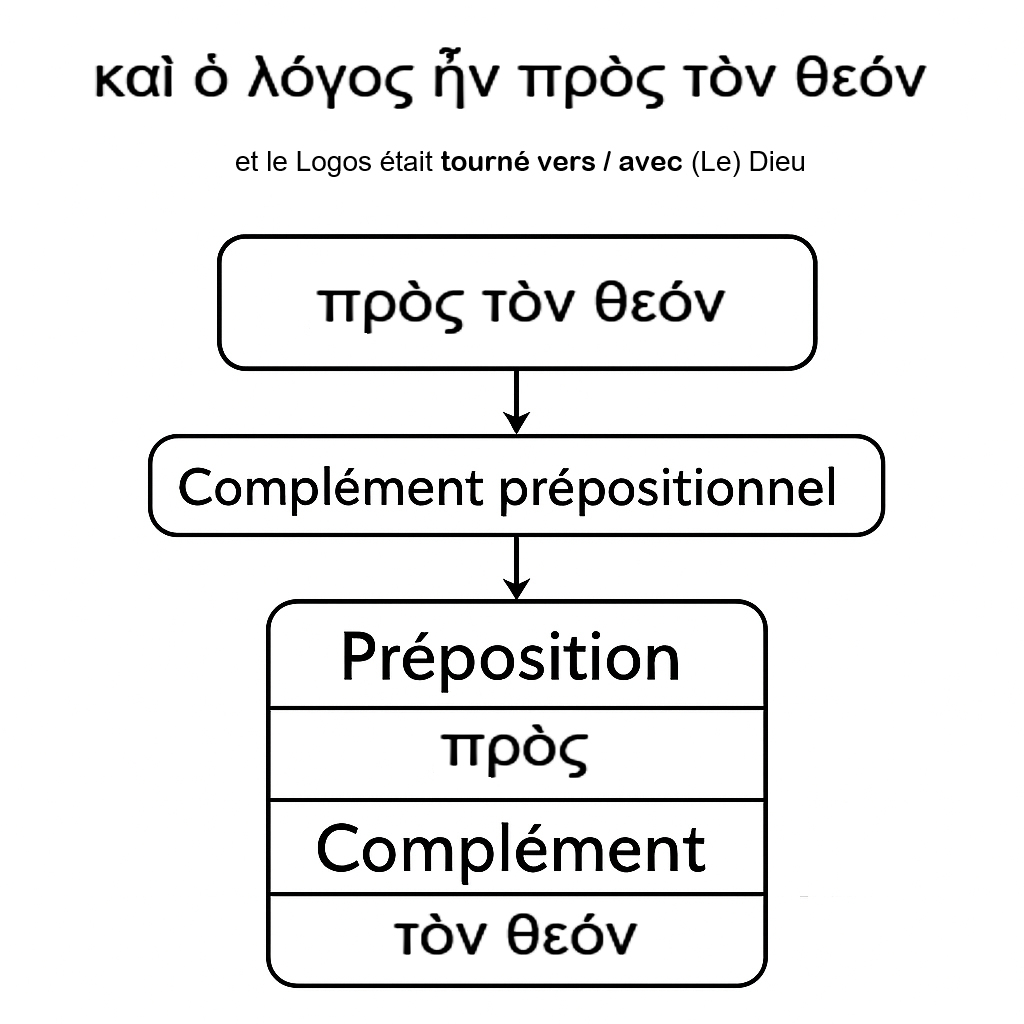 καὶ ὁ λόγος ἦν πρὸς τὸν θεόν
et le Logos était tourné vers / avec (Le) Dieu
πρὸς τὸν θεόν
Complément prépositionnel
Préposition
πρὸς
Complément
τὸν θεόν